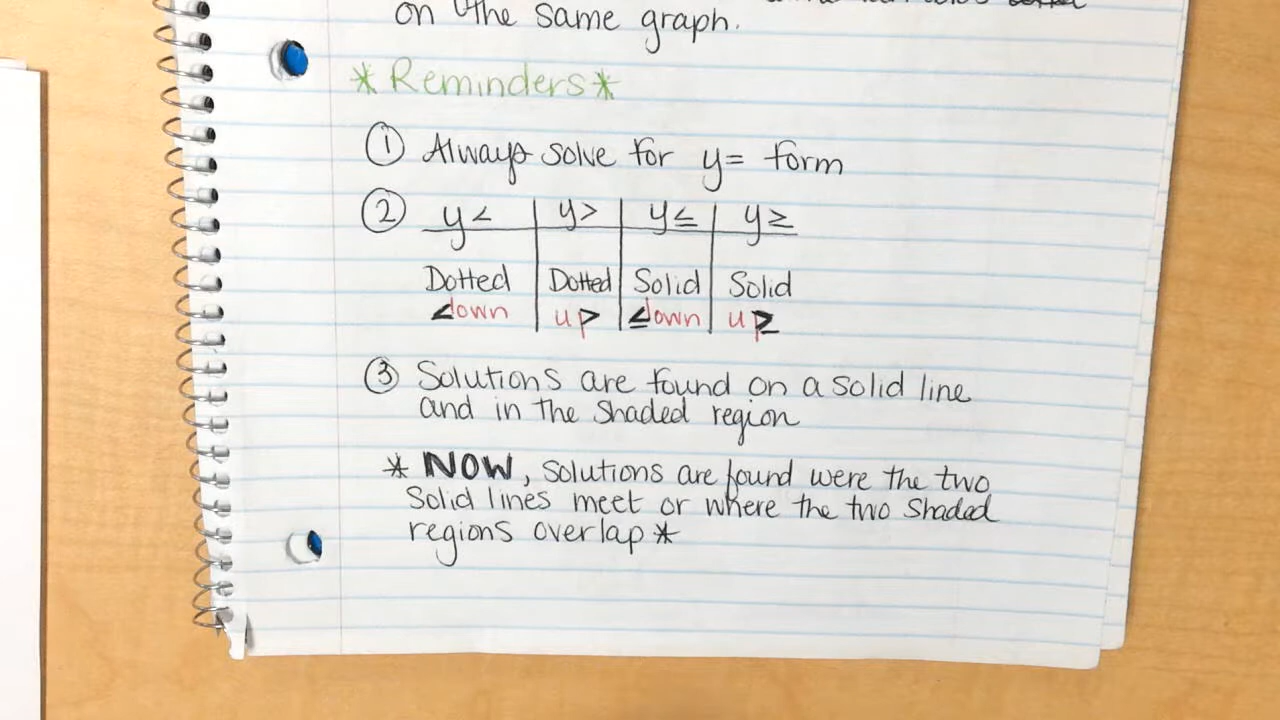 on the same graph.
*Reminders*
① Always solve for y= form
② y< y> y≤ y≥
Dotted Dotted Solid Solid
<own up> ≤own up≥
③ Solutions are found on a solid line
and in the shaded region
* NOW, solutions are found were the two
solid lines meet or where the two shaded
regions overlap *